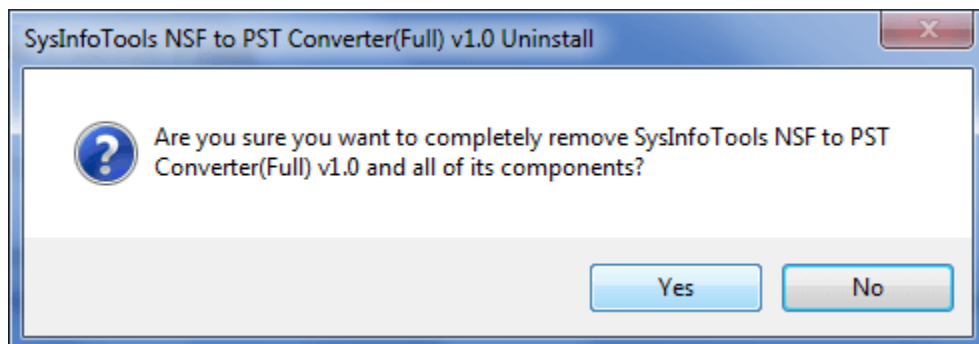 SysInfoTools NSF to PST Converter(Full) v1.0 Uninstall
Are you sure you want to completely remove SysInfoTools NSF to PST
Converter(Full) v1.0 and all of its components?
Yes No